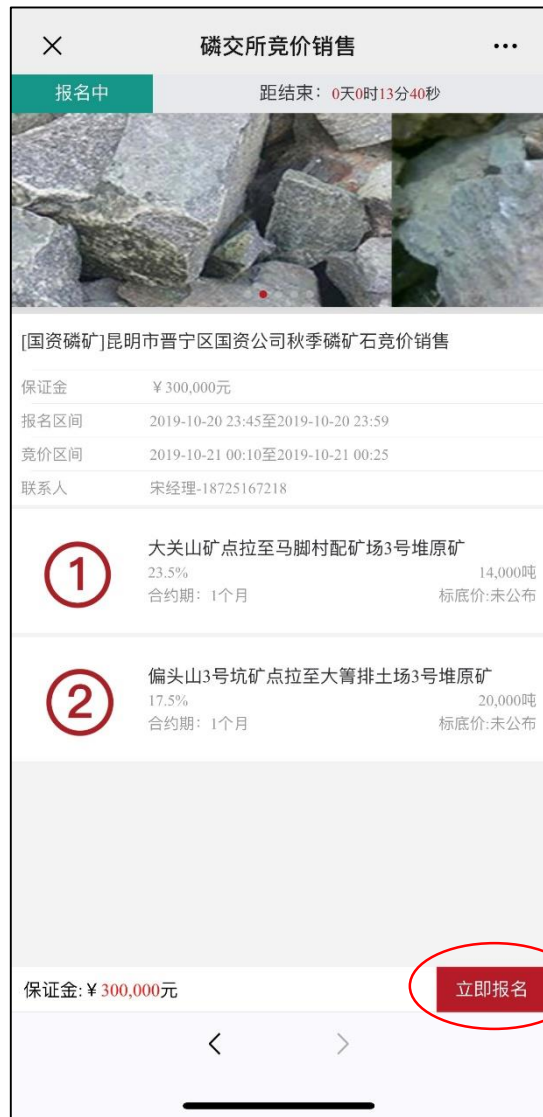 磷交所竞价销售
报名中 距结束：0天0时13分40秒
[国资磷矿]昆明市晋宁区国资公司秋季磷矿石竞价销售
保证金 ￥300,000元
报名区间 2019-10-20 23:45至2019-10-20 23:59
竞价区间 2019-10-21 00:10至2019-10-21 00:25
联系人 宋经理-18725167218
① 大关山矿点拉至马脚村配矿场3号堆原矿
23.5% 14,000吨
合约期：1个月 标底价:未公布
② 偏头山3号坑矿点拉至大箐排土场3号堆原矿
17.5% 20,000吨
合约期：1个月 标底价:未公布
保证金:￥300,000元 立即报名